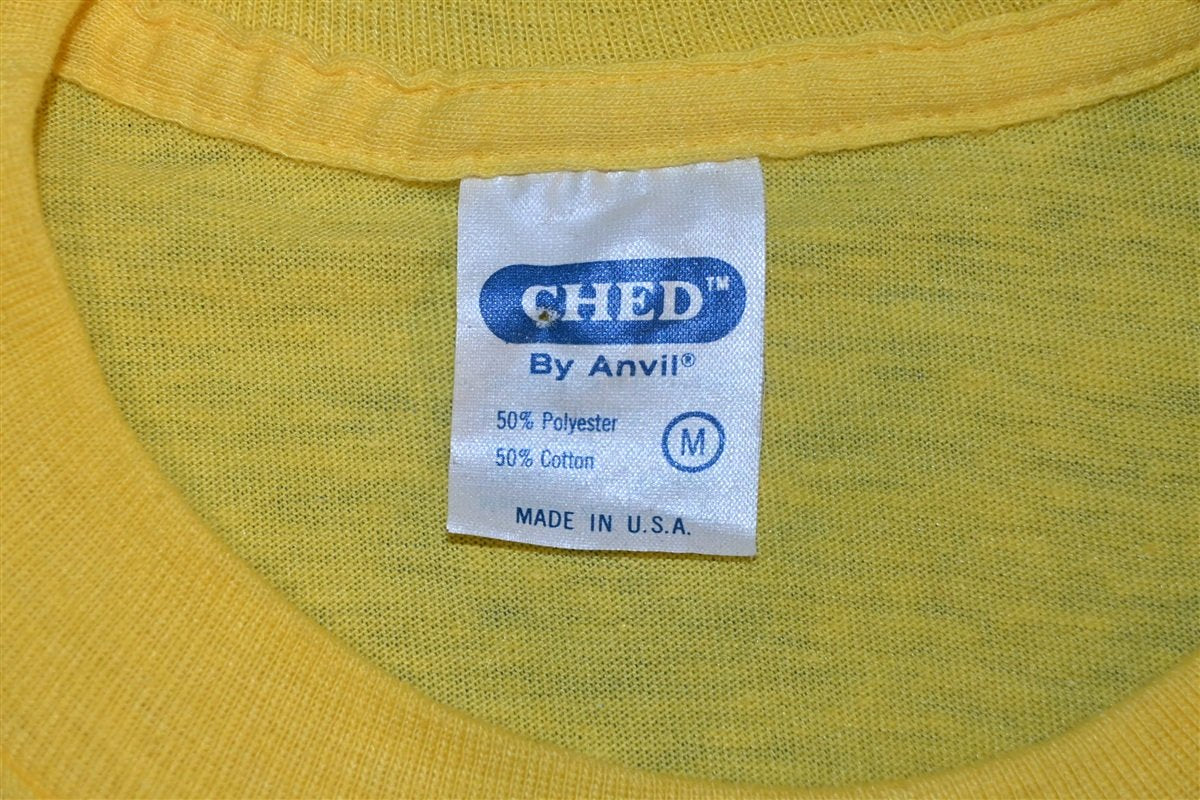 CHED™
By Anvil®
50% Polyester
50% Cotton
M
MADE IN U.S.A.